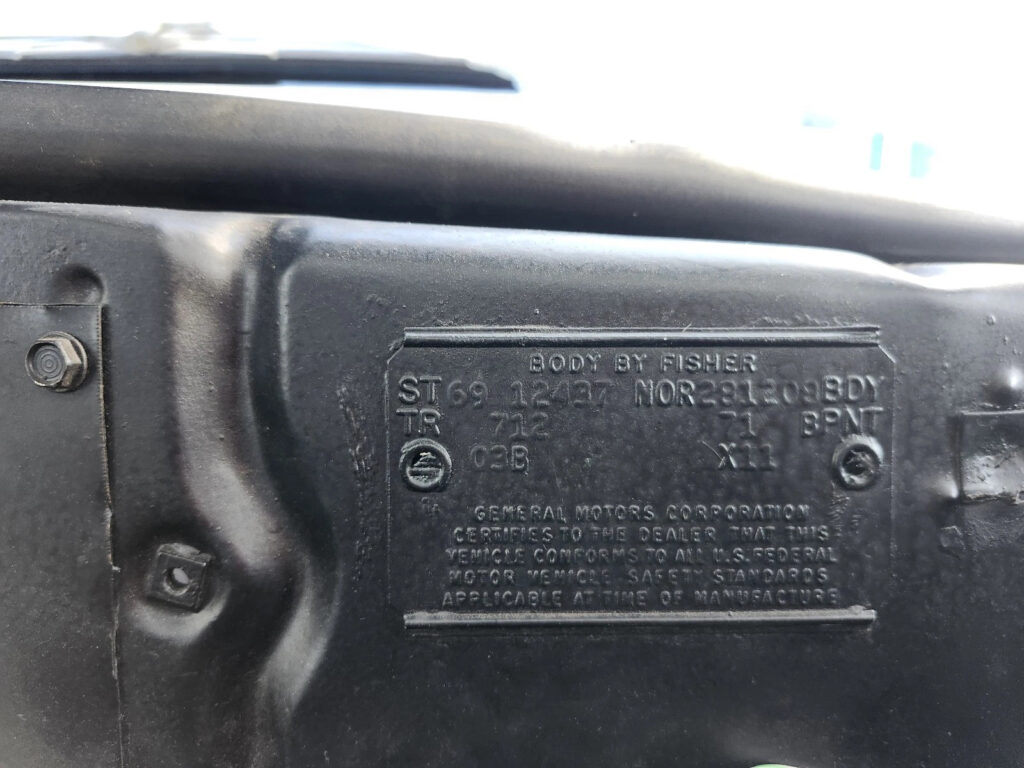 BODY BY FISHER
ST 69 12437 NOR281208 BDY
TR 712 71 BPNT
03B X11
GENERAL MOTORS CORPORATION
CERTIFIES TO THE DEALER THAT THIS
VEHICLE CONFORMS TO ALL U.S. FEDERAL
MOTOR VEHICLE SAFETY STANDARDS
APPLICABLE AT TIME OF MANUFACTURE